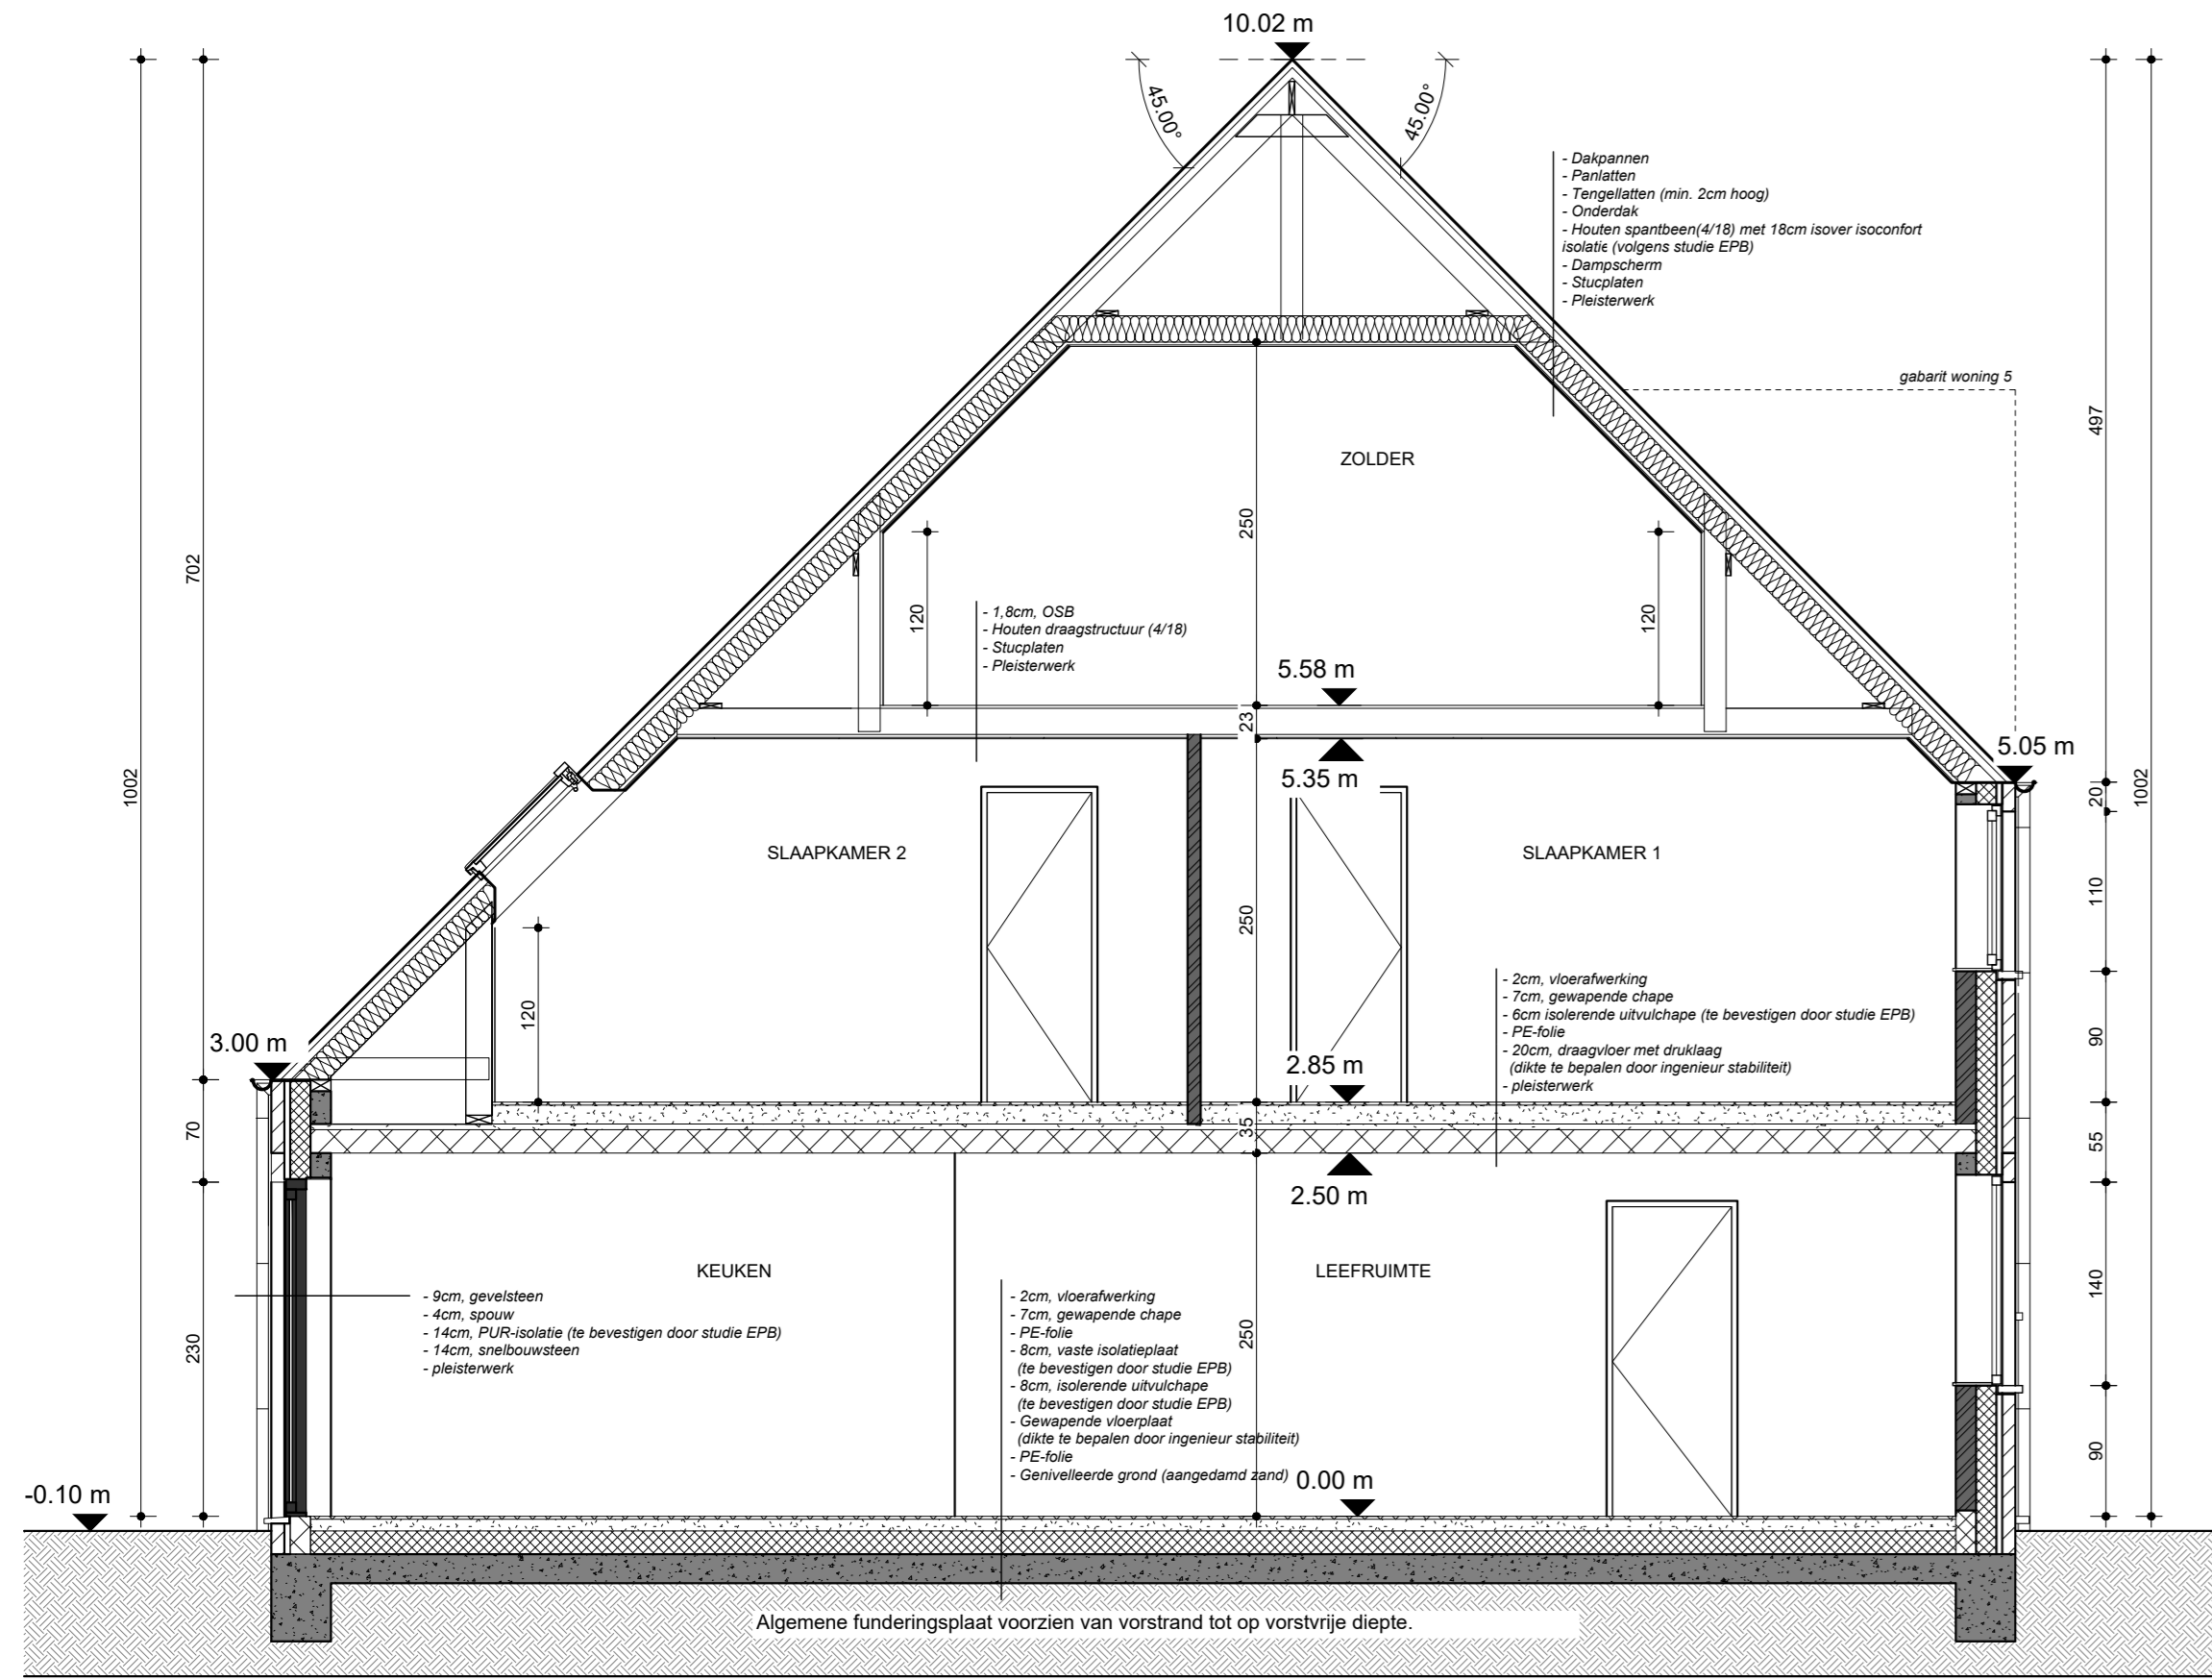 10.02 m
45.00°
45.00°
- Dakpannen
- Panlatten
- Tengellatten (min. 2cm hoog)
- Onderdak
- Houten spantbeen(4/18) met 18cm isover isoconfort
isolatie (volgens studie EPB)
- Dampscherm
- Stucplaten
- Pleisterwerk
gabarit woning 5
497
ZOLDER
250
702
120
120
- 1,8cm, OSB
- Houten draagstructuur (4/18)
- Stucplaten
- Pleisterwerk
5.58 m
23
5.35 m
5.05 m
1002
20
1002
SLAAPKAMER 2
SLAAPKAMER 1
110
250
120
- 2cm, vloerafwerking
- 7cm, gewapende chape
- 6cm isolerende uitvulchape (te bevestigen door studie EPB)
- PE-folie
- 20cm, draagvloer met druklaag
(dikte te bepalen door ingenieur stabiliteit)
- pleisterwerk
90
3.00 m
2.85 m
70
35
55
2.50 m
KEUKEN
LEEFRUIMTE
140
- 9cm, gevelsteen
- 4cm, spouw
- 14cm, PUR-isolatie (te bevestigen door studie EPB)
- 14cm, snelbouwsteen
- pleisterwerk
230
250
- 2cm, vloerafwerking
- 7cm, gewapende chape
- PE-folie
- 8cm, vaste isolatieplaat
(te bevestigen door studie EPB)
- 8cm, isolerende uitvulchape
(te bevestigen door studie EPB)
- Gewapende vloerplaat
(dikte te bepalen door ingenieur stabiliteit)
- PE-folie
- Genivelleerde grond (aangedamd zand)
90
0.00 m
-0.10 m
Algemene funderingsplaat voorzien van vorstrand tot op vorstvrije diepte.